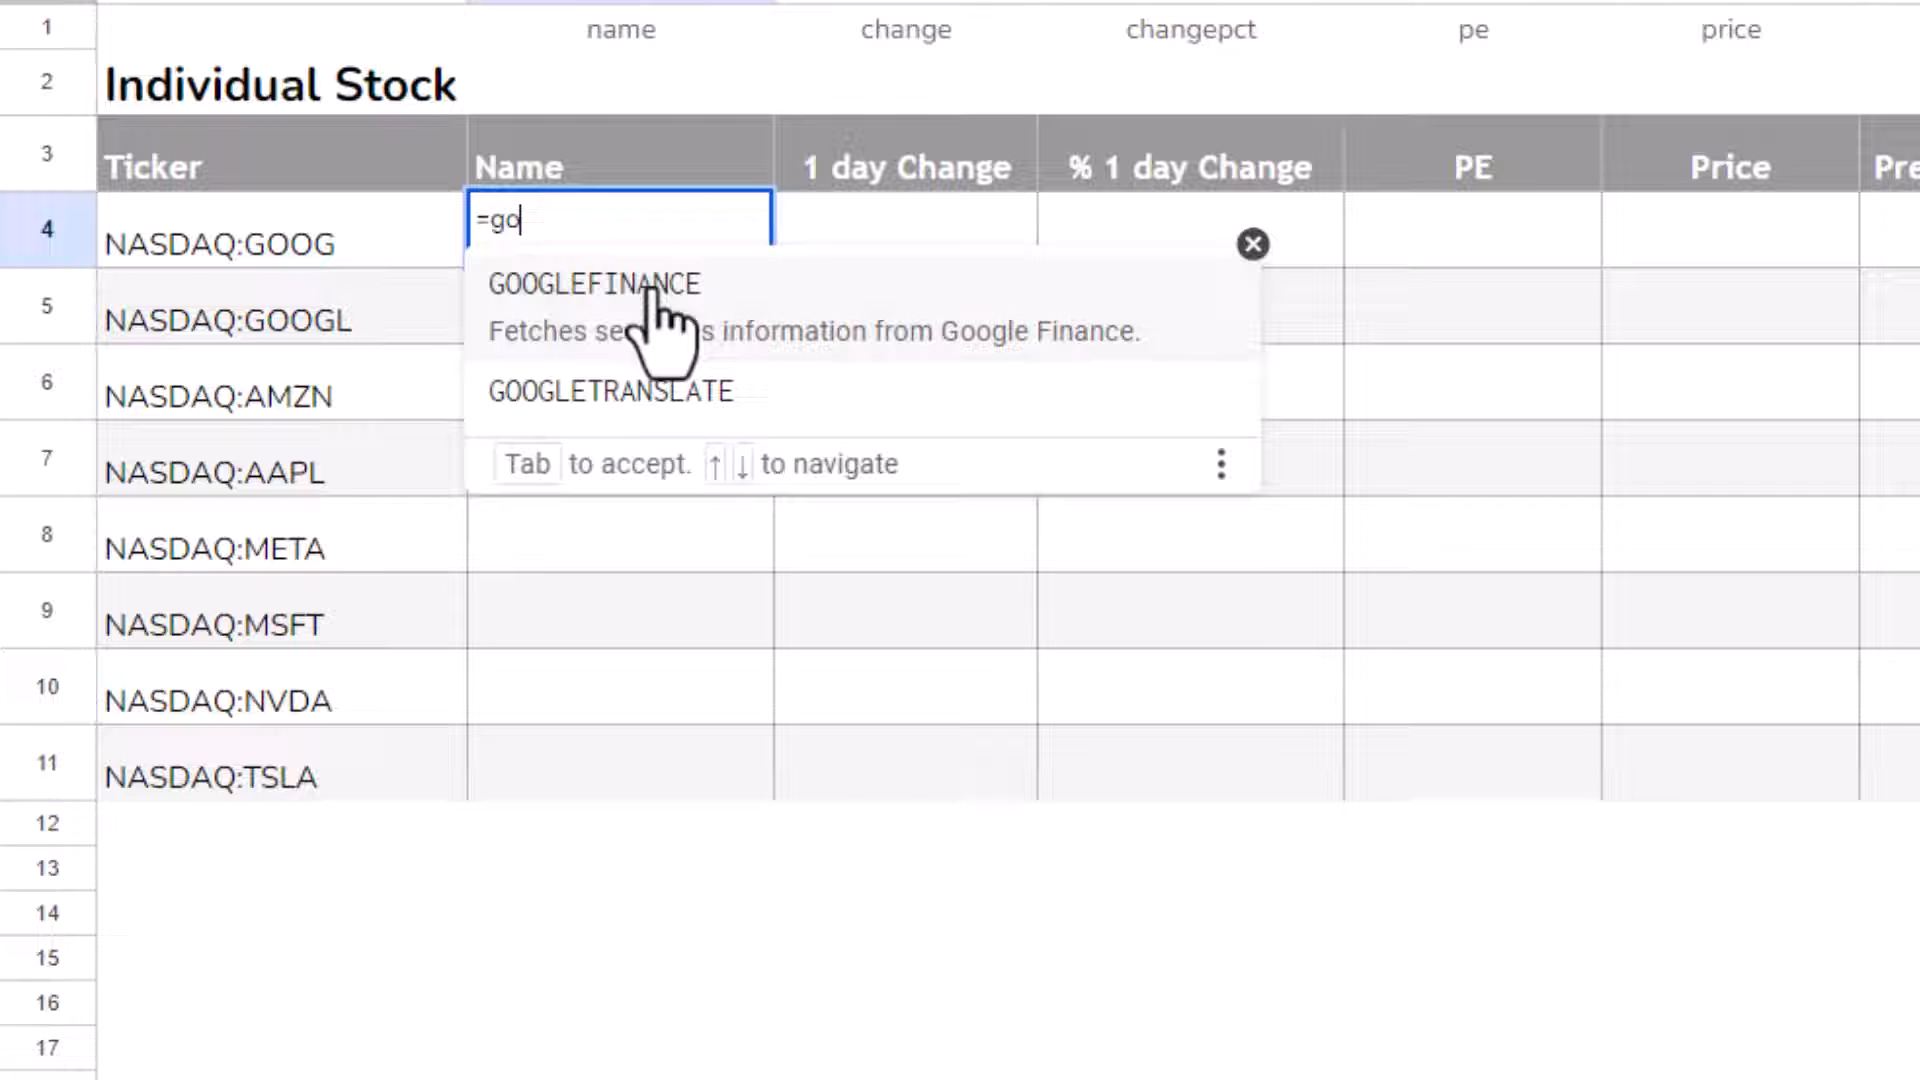 1 name change changepct pe price
2 Individual Stock
3 Ticker Name 1 day Change % 1 day Change PE Price
4 NASDAQ:GOOG =go
GOOGLEFINANCE
5 NASDAQ:GOOGL Fetches information from Google Finance.
6 NASDAQ:AMZN GOOGLETRANSLATE
7 NASDAQ:AAPL Tab to accept. ↑ ↓ to navigate
8 NASDAQ:META
9 NASDAQ:MSFT
10 NASDAQ:NVDA
11 NASDAQ:TSLA
12
13
14
15
16
17